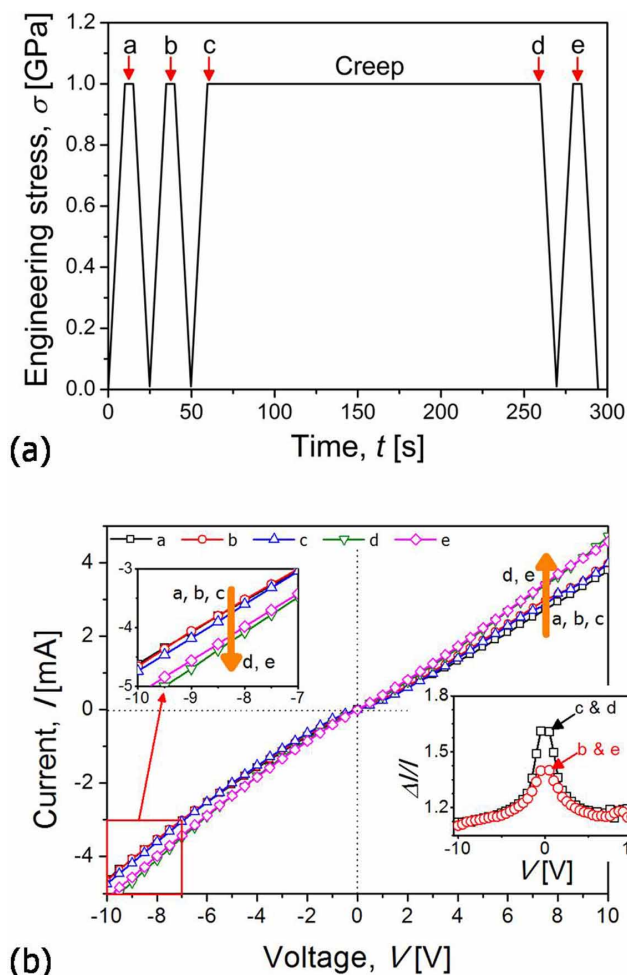 a b c d e
Creep
1.2
1.0
0.8
0.6
0.4
0.2
0.0
Engineering stress, σ [GPa]
0 50 100 150 200 250 300
Time, t [s]
(a)
a b c d e
4
2
0
-2
-4
Current, I [mA]
-3
-4
-5
-10 -9 -8 -7
a, b, c
d, e
d, e
a, b, c
c & d
b & e
1.8
1.5
1.2
ΔI/I
-10 0 1
V [V]
-10 -8 -6 -4 -2 0 2 4 6 8 10
Voltage, V [V]
(b)